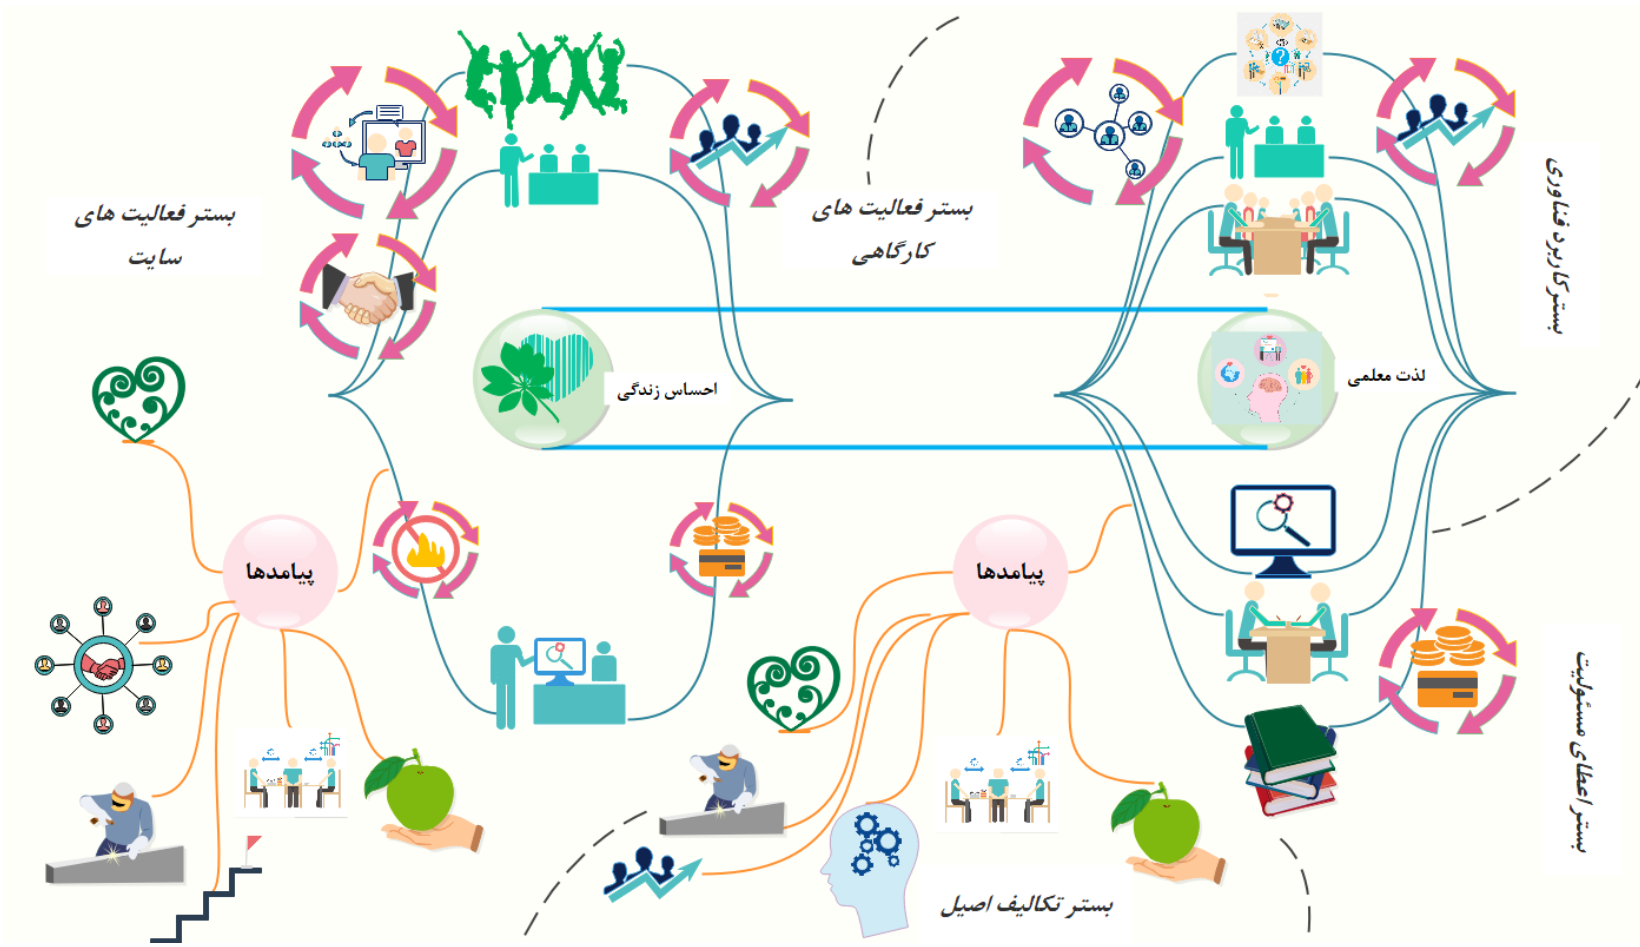 بستر فعالیت های
سایت
بستر فعالیت های
کارگاهی
بستر کاربرد فناوری
احساس زندگی
لذت معلمی
پیامدها
پیامدها
بستر اعطای مسئولیت
بستر تکالیف اصیل